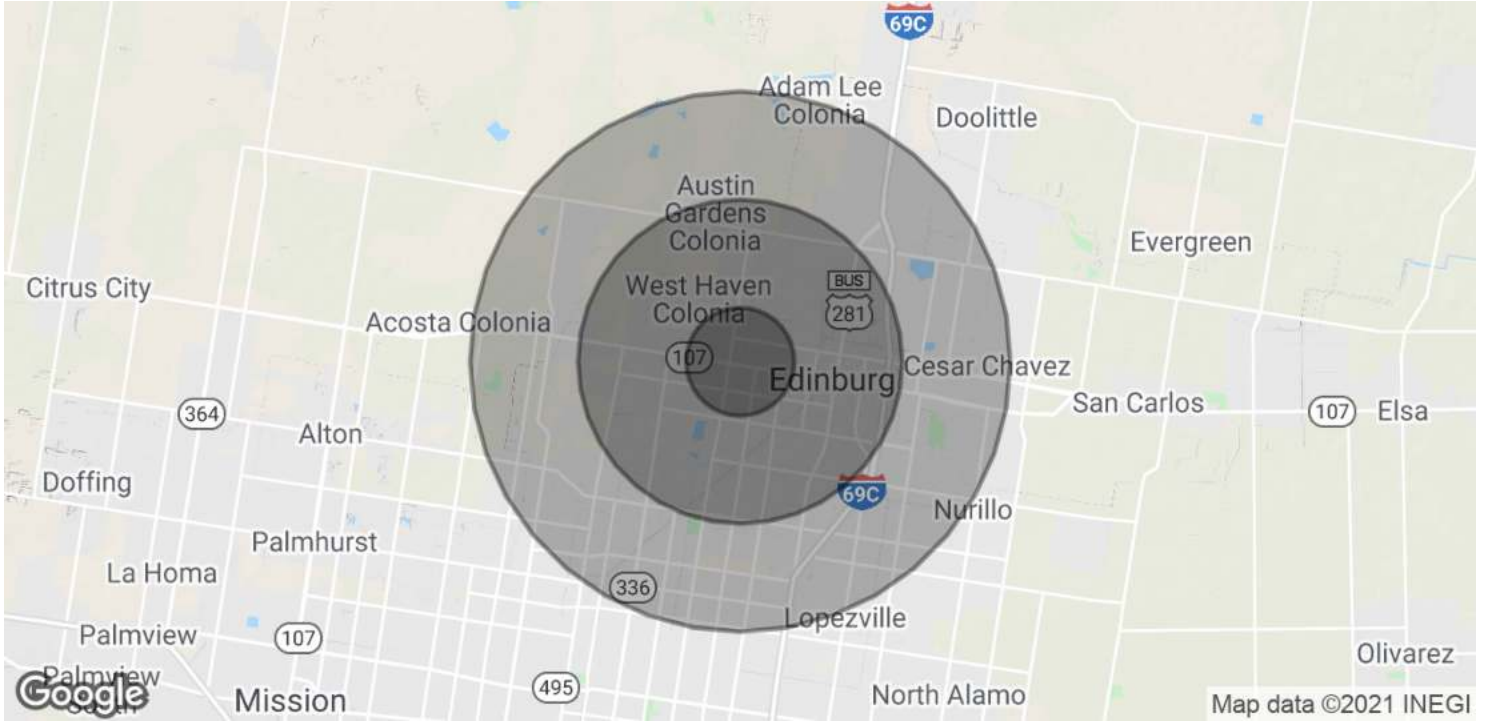 69C
Adam Lee
Colonia
Doolittle
Austin
Gardens
Colonia
Evergreen
BUS
281
West Haven
Colonia
Citrus City
Acosta Colonia
107
Cesar Chavez
Edinburg
San Carlos
107
Elsa
364
Alton
Doffing
69C
Nurillo
Palmhurst
La Homa
336
Lopezville
Palmview
107
Olivarez
Palmview
South
Google
Mission
495
North Alamo
Map data ©2021 INEGI